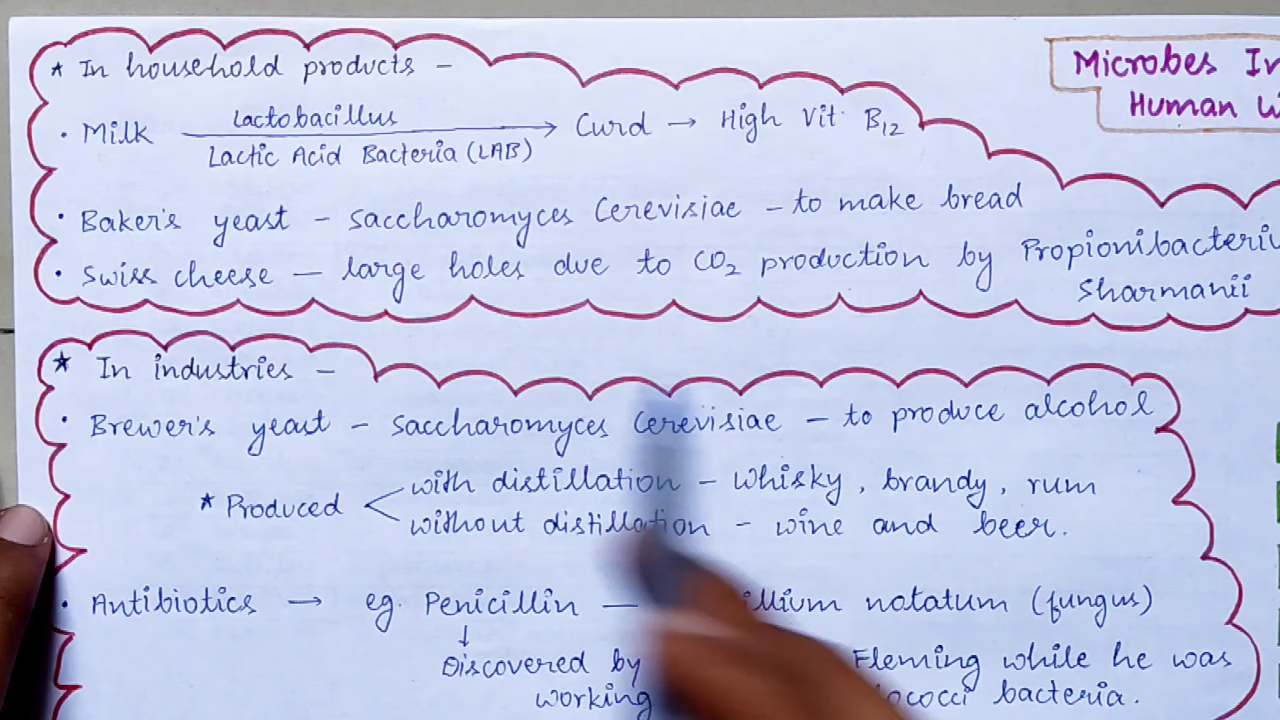 * In household products -
Microbes In
Human W
• Milk Lactobacillus Curd → High Vit. B12
Lactic Acid Bacteria (LAB)
• Baker's yeast - Saccharomyces Cerevisiae - to make bread
• Swiss cheese - large holes due to CO2 production by Propionibacteriu
Sharmanii
* In industries -
• Brewer's yeast - Saccharomyces Cerevisiae - to produce alcohol
* Produced with distillation - Whisky, brandy, rum
without distillation - wine and beer.
• Antibiotics → eg. Penicillin - notatum (fungus)
↓
Discovered by Fleming while he was
working bacteria.